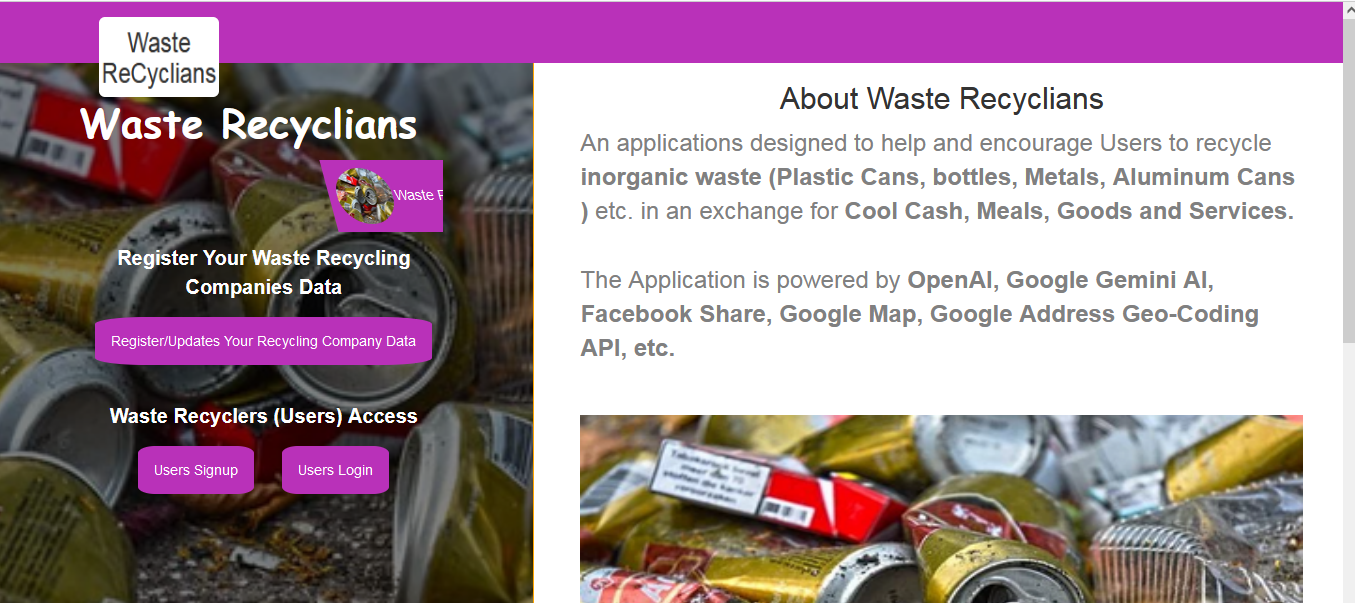 Waste
ReCyclians
Waste Recyclians
Waste
Register Your Waste Recycling
Companies Data
Register/Updates Your Recycling Company Data
Waste Recyclers (Users) Access
Users Signup
Users Login
About Waste Recyclians
An applications designed to help and encourage Users to recycle
inorganic waste (Plastic Cans, bottles, Metals, Aluminum Cans
) etc. in an exchange for Cool Cash, Meals, Goods and Services.
The Application is powered by OpenAI, Google Gemini AI,
Facebook Share, Google Map, Google Address Geo-Coding
API, etc.